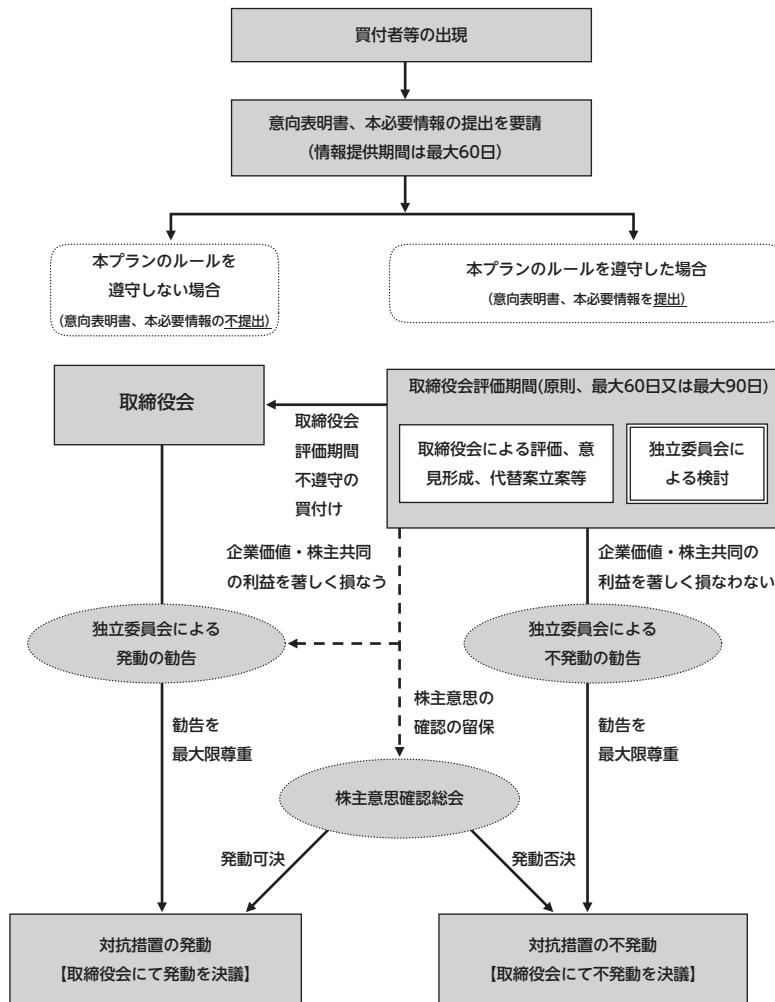 買付者等の出現
意向表明書、本必要情報の提出を要請
(情報提供期間は最大60日)
本プランのルールを
遵守しない場合
(意向表明書、本必要情報の不提出)
本プランのルールを遵守した場合
(意向表明書、本必要情報を提出)
取締役会
取締役会評価期間(原則、最大60日又は最大90日)
取締役会による評価、意
見形成、代替案立案等
独立委員会に
よる検討
取締役会
評価期間
不遵守の
買付け
企業価値・株主共同
の利益を著しく損なう
企業価値・株主共同の
利益を著しく損なわない
独立委員会による
発動の勧告
独立委員会による
不発動の勧告
株主意思の
確認の留保
勧告を
最大限尊重
勧告を
最大限尊重
株主意思確認総会
発動可決
発動否決
対抗措置の発動
【取締役会にて発動を決議】
対抗措置の不発動
【取締役会にて不発動を決議】